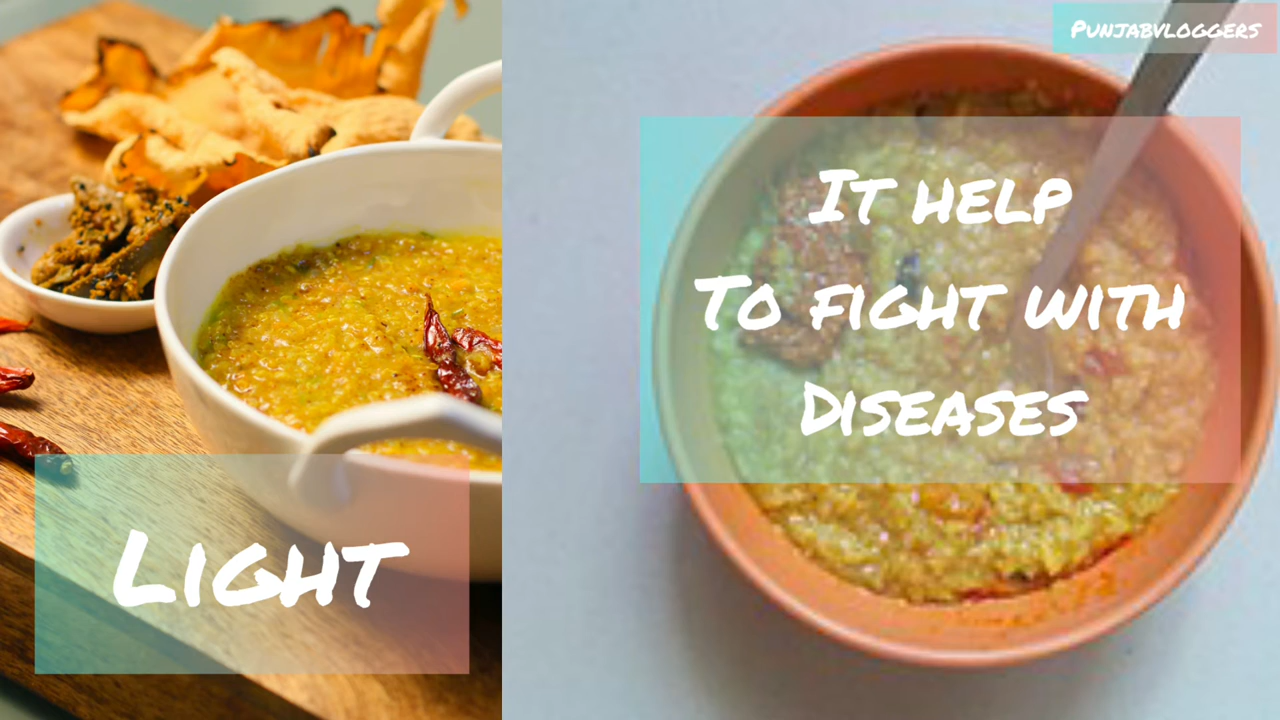 Punjabvloggers
It help
To fight with
Diseases
Light